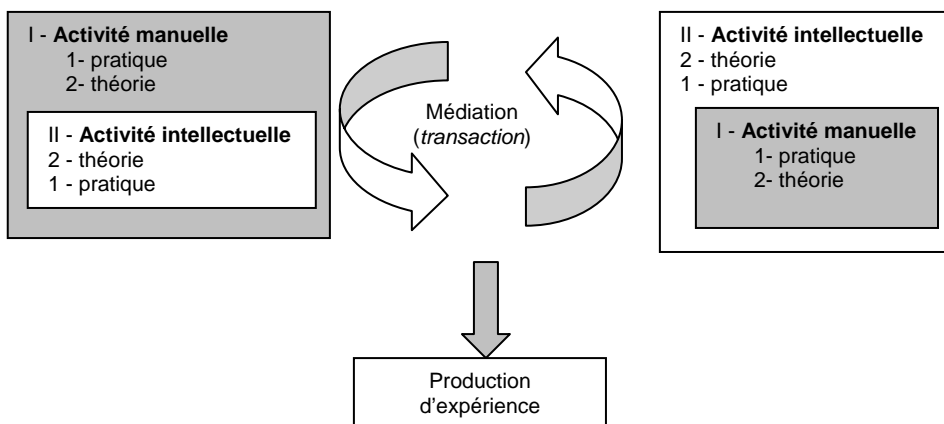 I - Activité manuelle
1- pratique
2- théorie
II - Activité intellectuelle
2 - théorie
1 - pratique
Médiation
(transaction)
II - Activité intellectuelle
2 - théorie
1 - pratique
I - Activité manuelle
1- pratique
2- théorie
Production
d’expérience